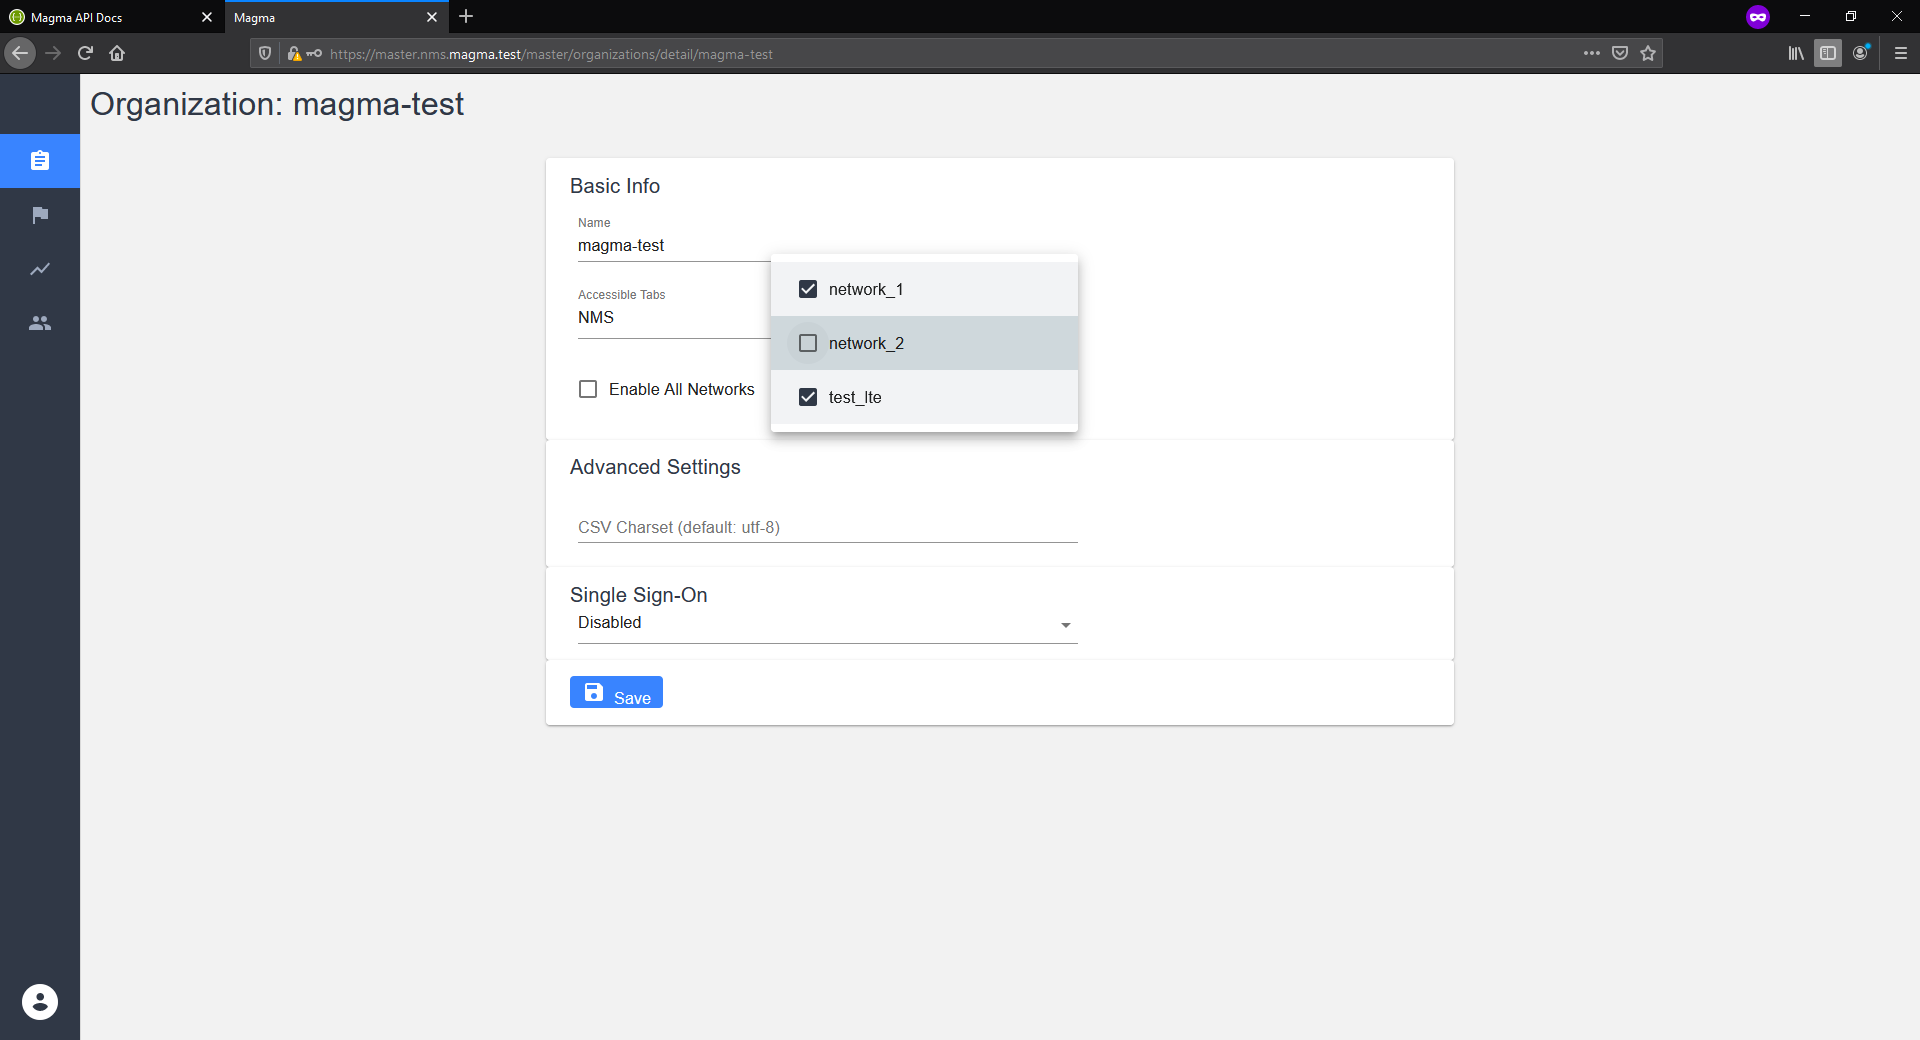 Magma API Docs
Magma
https://master.nms.magma.test/master/organizations/detail/magma-test
Organization: magma-test
Basic Info
Name
magma-test
Accessible Tabs
NMS
Enable All Networks
network_1
network_2
test_lte
Advanced Settings
CSV Charset (default: utf-8)
Single Sign-On
Disabled
Save